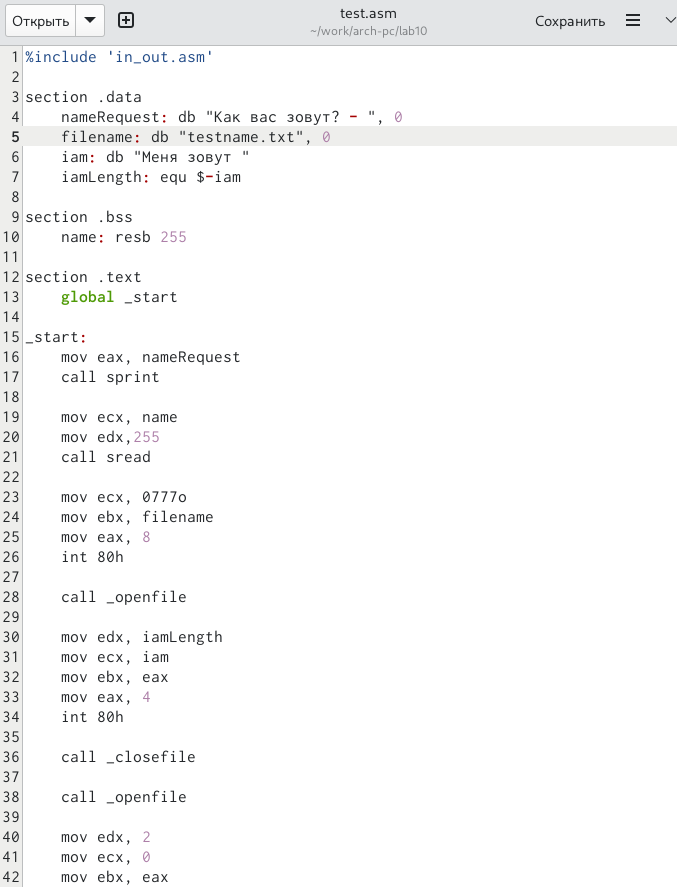 Открыть
test.asm
~/work/arch-pc/lab10
Сохранить
1 %include 'in_out.asm'
2
3 section .data
4     nameRequest: db "Как вас зовут? - ", 0
5     filename: db "testname.txt", 0
6     iam: db "Меня зовут "
7     iamLength: equ $-iam
8
9 section .bss
10     name: resb 255
11
12 section .text
13     global _start
14
15 _start:
16     mov eax, nameRequest
17     call sprint
18
19     mov ecx, name
20     mov edx,255
21     call sread
22
23     mov ecx, 0777o
24     mov ebx, filename
25     mov eax, 8
26     int 80h
27
28     call _openfile
29
30     mov edx, iamLength
31     mov ecx, iam
32     mov ebx, eax
33     mov eax, 4
34     int 80h
35
36     call _closefile
37
38     call _openfile
39
40     mov edx, 2
41     mov ecx, 0
42     mov ebx, eax